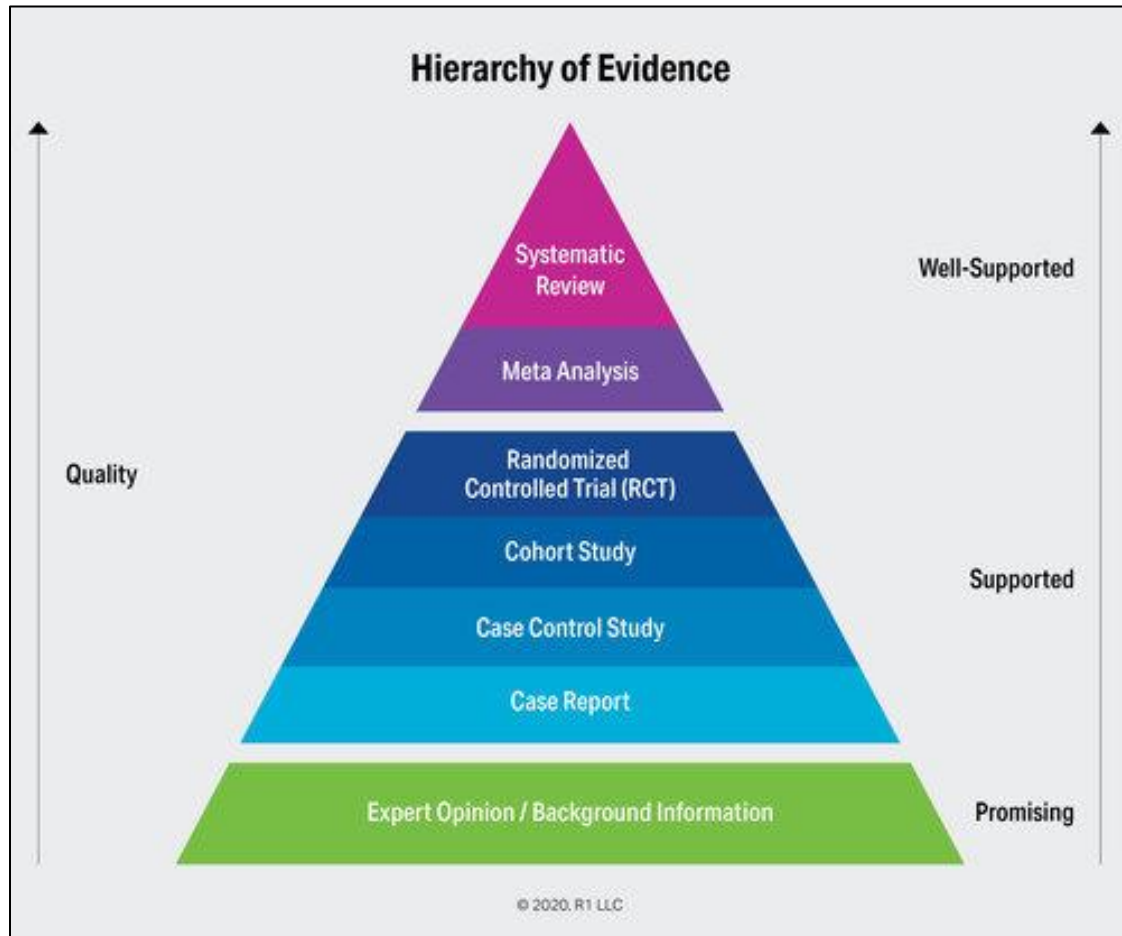 Hierarchy of Evidence
Systematic
Review
Well-Supported
Meta Analysis
Quality
Randomized
Controlled Trial (RCT)
Cohort Study
Supported
Case Control Study
Case Report
Expert Opinion / Background Information
Promising
© 2020. R1 LLC